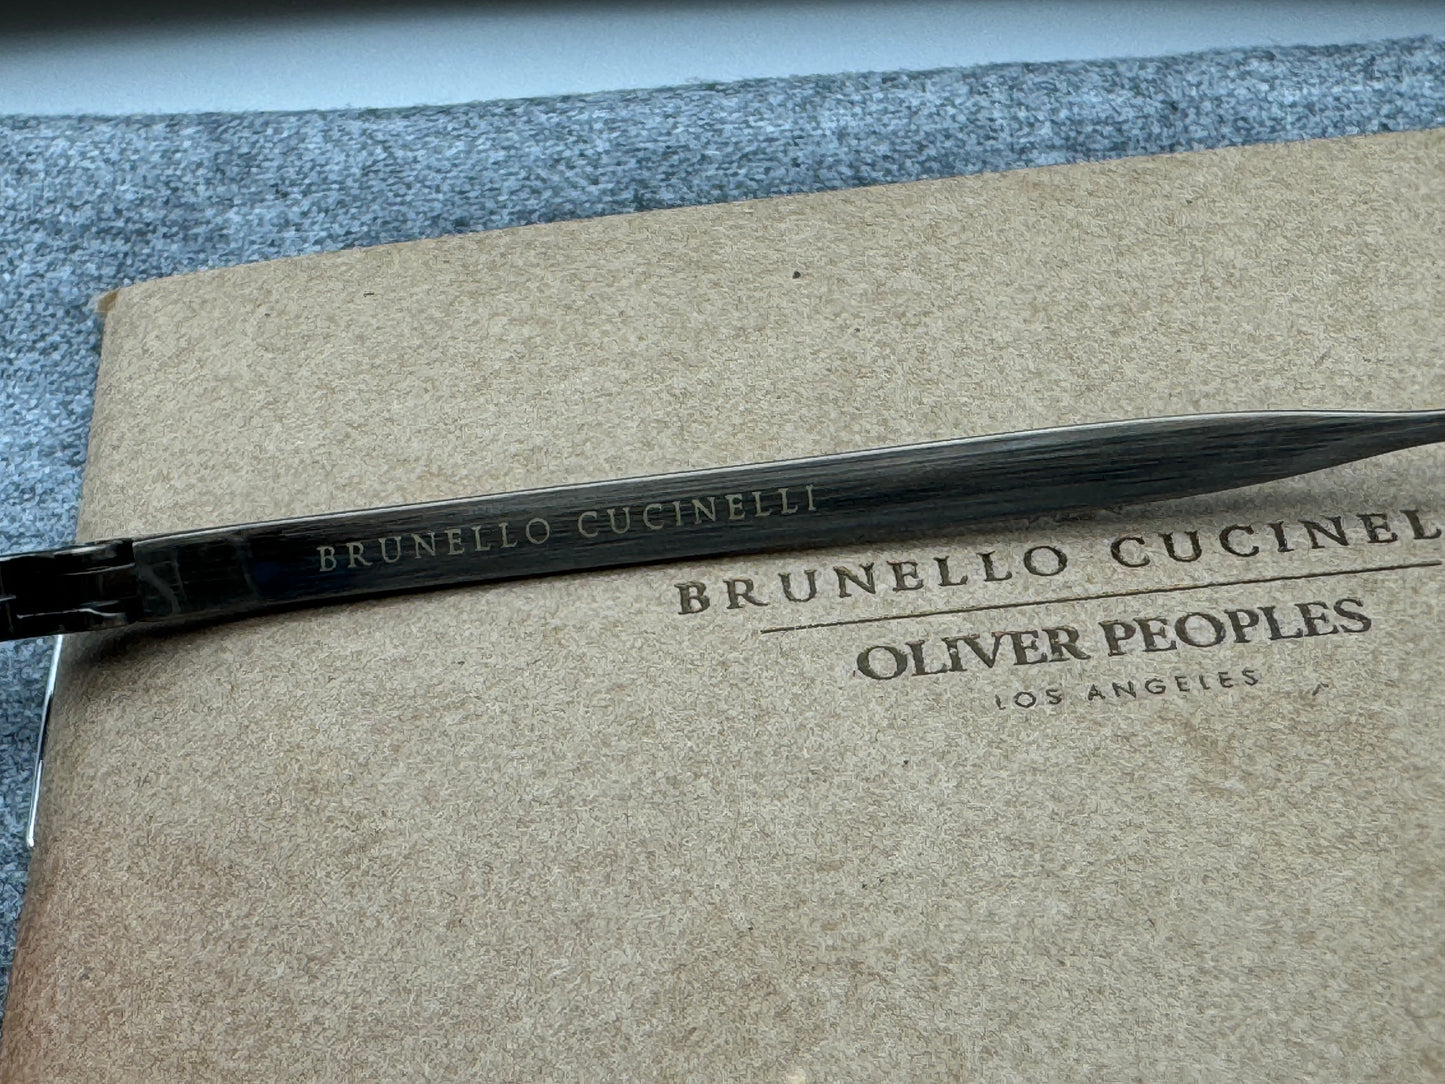 BRUNELLO CUCINELLI
BRUNELLO CUCINEL
OLIVER PEOPLES
LOS ANGELES